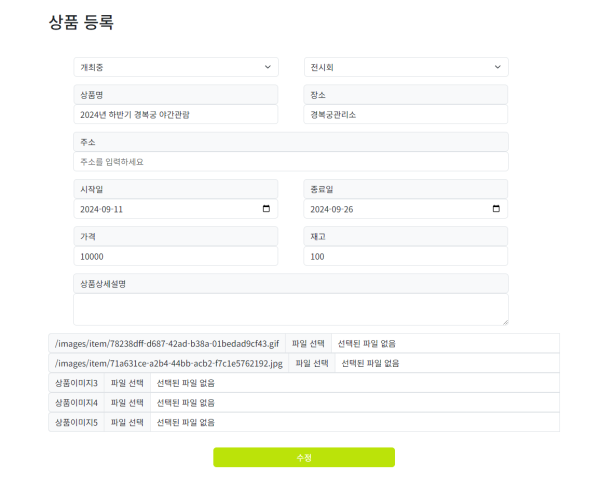 상품 등록
개최중 전시회
상품명 장소
2024년 하반기 경복궁 야간관람 경복궁관리소
주소
주소를 입력하세요
시작일 종료일
2024-09-11 2024-09-26
가격 재고
10000 100
상품상세설명
/images/item/78238dff-d687-42ad-b38a-01bedad9cf43.gif 파일 선택 선택된 파일 없음
/images/item/71a631ce-a2b4-44bb-acb2-f7c1e5762192.jpg 파일 선택 선택된 파일 없음
상품이미지3 파일 선택 선택된 파일 없음
상품이미지4 파일 선택 선택된 파일 없음
상품이미지5 파일 선택 선택된 파일 없음
수정